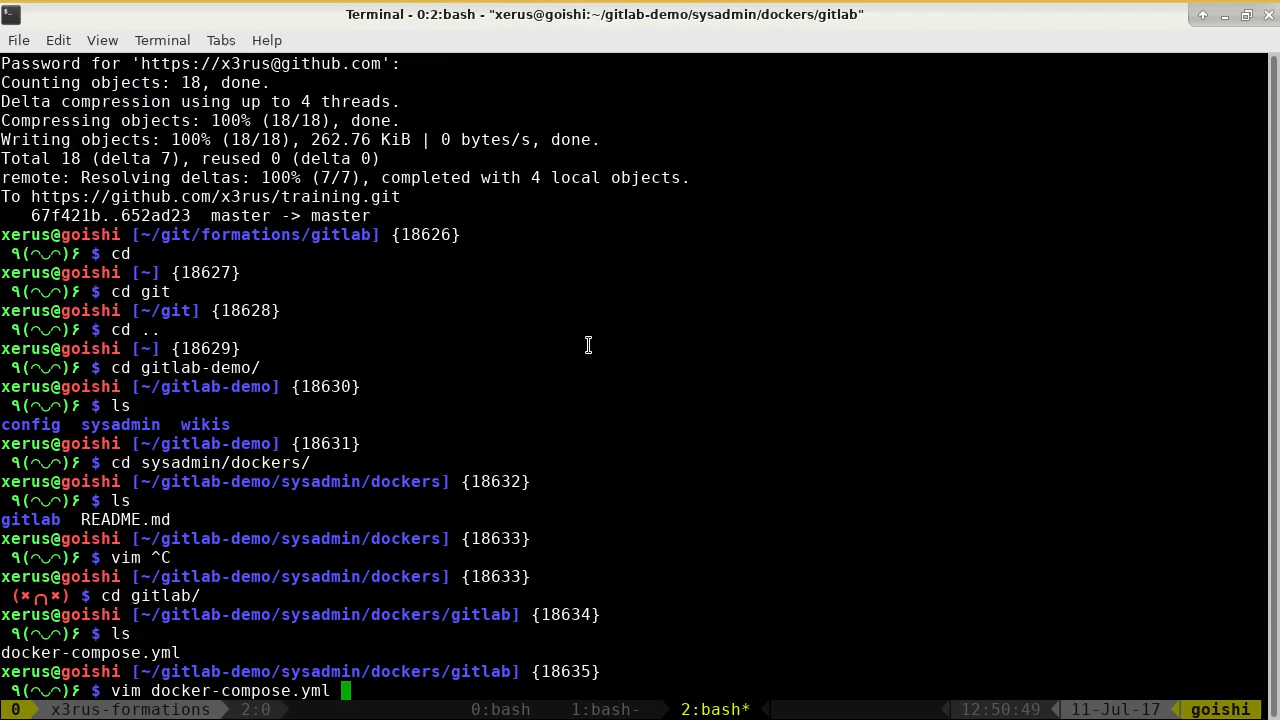 Terminal - 0:2:bash - "xerus@goishi:~/gitlab-demo/sysadmin/dockers/gitlab"
File Edit View Terminal Tabs Help
Password for 'https://x3rus@github.com':
Counting objects: 18, done.
Delta compression using up to 4 threads.
Compressing objects: 100% (18/18), done.
Writing objects: 100% (18/18), 262.76 KiB | 0 bytes/s, done.
Total 18 (delta 7), reused 0 (delta 0)
remote: Resolving deltas: 100% (7/7), completed with 4 local objects.
To https://github.com/x3rus/training.git
67f421b..652ad23 master -> master
xerus@goishi [~/git/formations/gitlab] {18626}
٩(◠◡◠)۶ $ cd
xerus@goishi [~] {18627}
٩(◠◡◠)۶ $ cd git
xerus@goishi [~/git] {18628}
٩(◠◡◠)۶ $ cd ..
xerus@goishi [~] {18629}
٩(◠◡◠)۶ $ cd gitlab-demo/
xerus@goishi [~/gitlab-demo] {18630}
٩(◠◡◠)۶ $ ls
config sysadmin wikis
xerus@goishi [~/gitlab-demo] {18631}
٩(◠◡◠)۶ $ cd sysadmin/dockers/
xerus@goishi [~/gitlab-demo/sysadmin/dockers] {18632}
٩(◠◡◠)۶ $ ls
gitlab README.md
xerus@goishi [~/gitlab-demo/sysadmin/dockers] {18633}
٩(◠◡◠)۶ $ vim ^C
xerus@goishi [~/gitlab-demo/sysadmin/dockers] {18633}
(✖╭╮✖) $ cd gitlab/
xerus@goishi [~/gitlab-demo/sysadmin/dockers/gitlab] {18634}
٩(◠◡◠)۶ $ ls
docker-compose.yml
xerus@goishi [~/gitlab-demo/sysadmin/dockers/gitlab] {18635}
٩(◠◡◠)۶ $ vim docker-compose.yml
0 x3rus-formations 2:0 0:bash 1:bash- 2:bash* 12:50:49 11-Jul-17 goishi